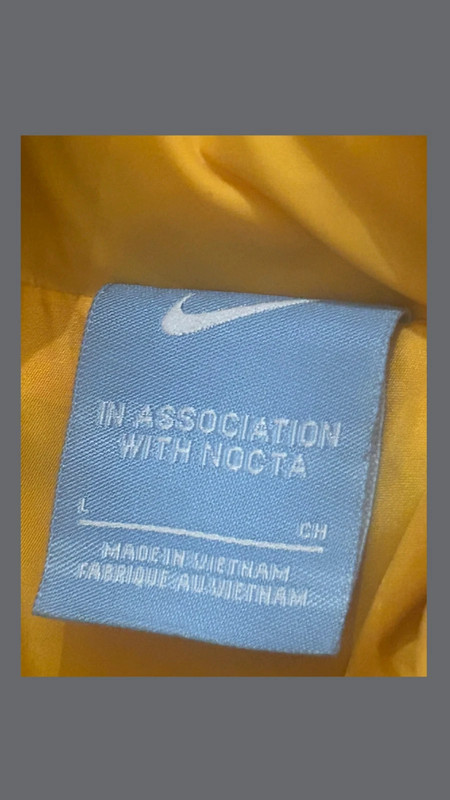 IN ASSOCIATION
WITH NOCTA
L CH
MADE IN VIETNAM
FABRIQUE AU VIETNAM